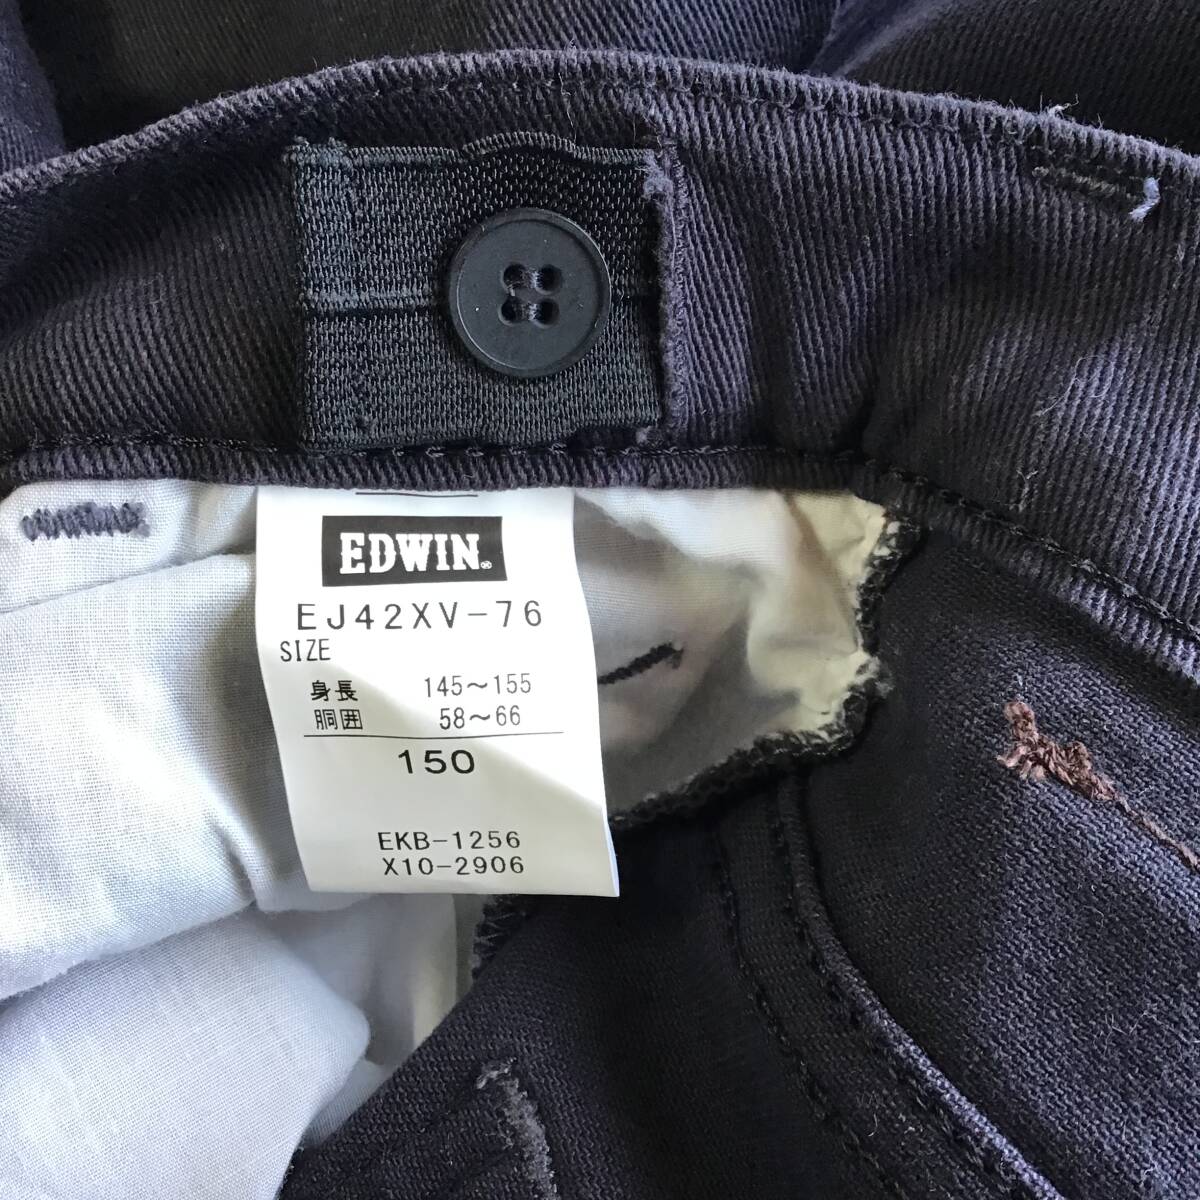 EDWIN®
EJ42XV-76
SIZE
身長 145～155
胴囲 58～66
150
EKB-1256
X10-2906